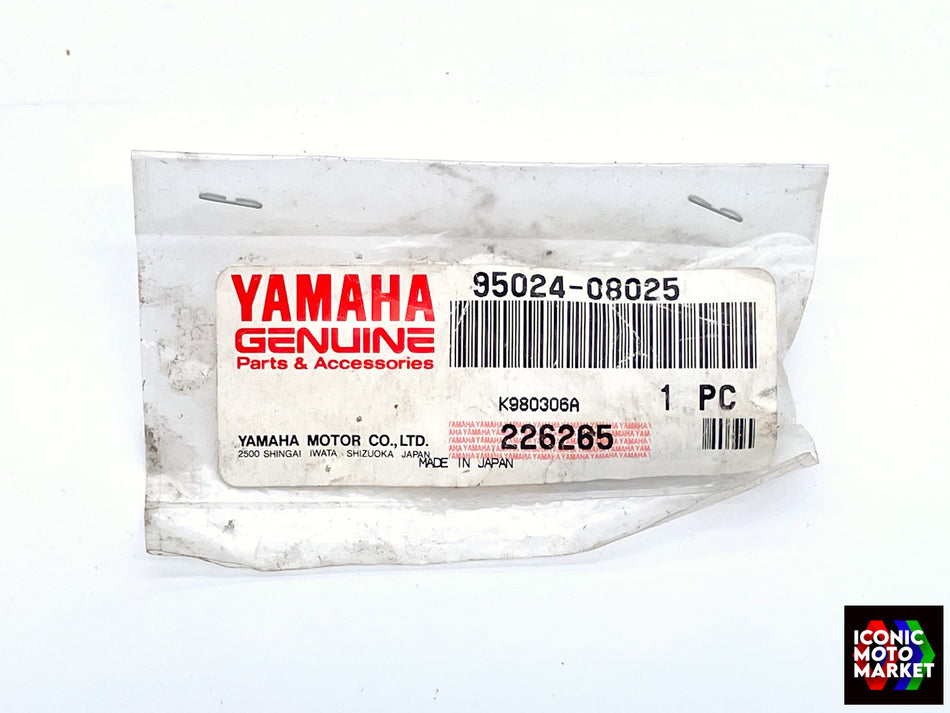 YAMAHA
GENUINE
Parts & Accessories
95024-08025
K980306A
1 PC
226265
YAMAHA MOTOR CO.,LTD.
2500 SHINGAI IWATA SHIZUOKA JAPAN
MADE IN JAPAN
ICONIC
MOTO
MARKET